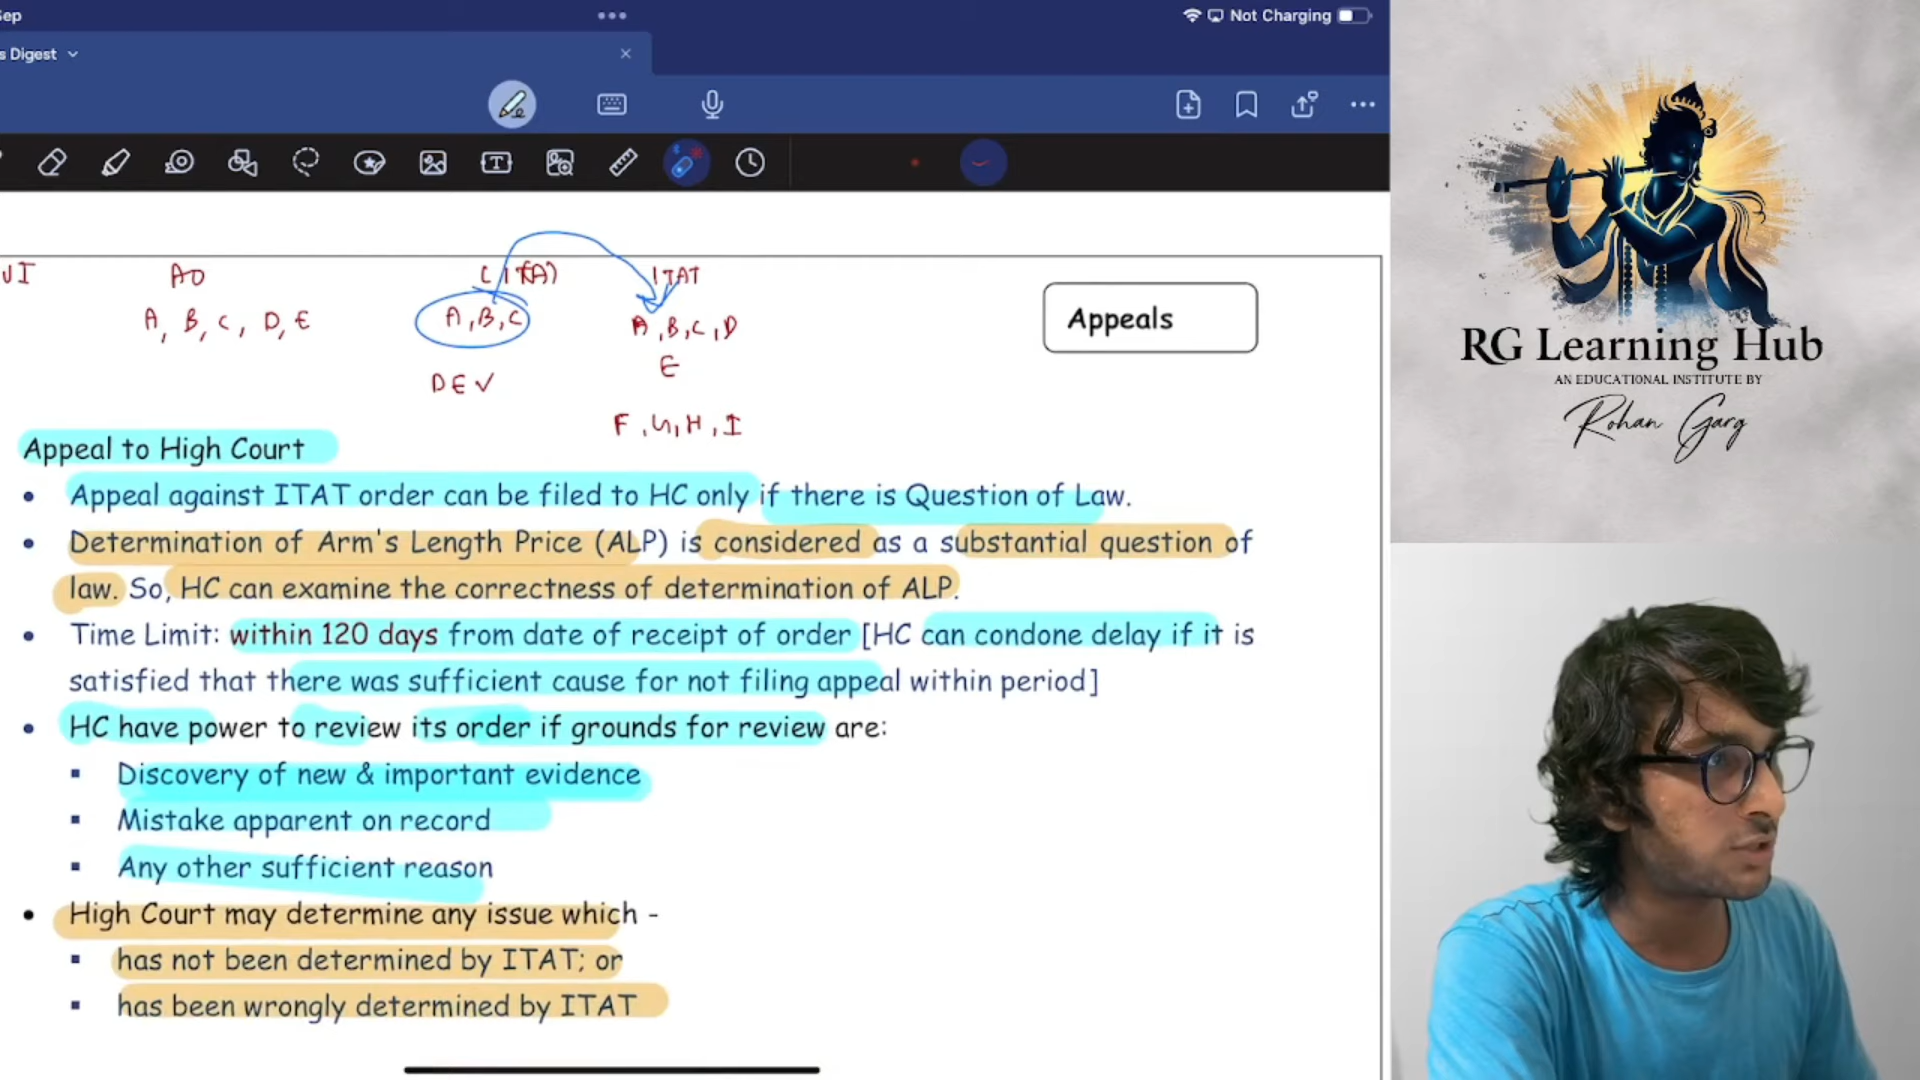 Sep
Not Charging
s Digest
AO
CIT(A)
ITAT
A, B, C, D, E
A, B, C
A, B, C, D
E
D E ✓
F, G, H, I
Appeals
Appeal to High Court
• Appeal against ITAT order can be filed to HC only if there is Question of Law.
• Determination of Arm's Length Price (ALP) is considered as a substantial question of
law. So, HC can examine the correctness of determination of ALP.
• Time Limit: within 120 days from date of receipt of order [HC can condone delay if it is
satisfied that there was sufficient cause for not filing appeal within period]
• HC have power to review its order if grounds for review are:
▪ Discovery of new & important evidence
▪ Mistake apparent on record
▪ Any other sufficient reason
• High Court may determine any issue which -
▪ has not been determined by ITAT; or
▪ has been wrongly determined by ITAT
RG Learning Hub
AN EDUCATIONAL INSTITUTE BY
Rohan Garg